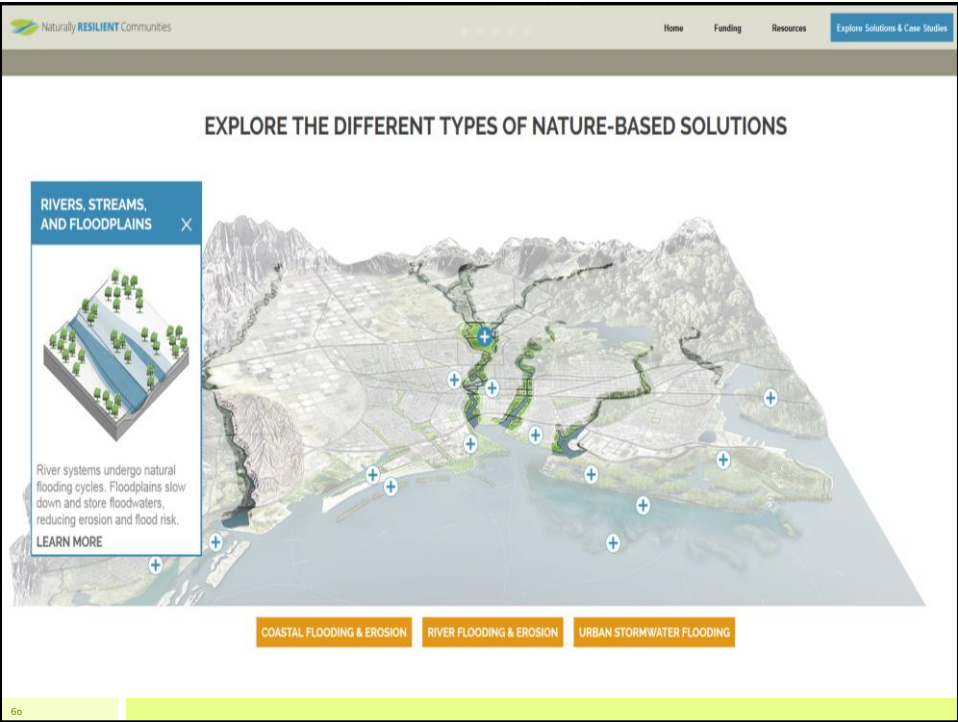 Naturally RESILIENT Communities
Home Funding Resources Explore Solutions & Case Studies
EXPLORE THE DIFFERENT TYPES OF NATURE-BASED SOLUTIONS
RIVERS, STREAMS,
AND FLOODPLAINS
River systems undergo natural
flooding cycles. Floodplains slow
down and store floodwaters,
reducing erosion and flood risk.
LEARN MORE
COASTAL FLOODING & EROSION RIVER FLOODING & EROSION URBAN STORMWATER FLOODING
60